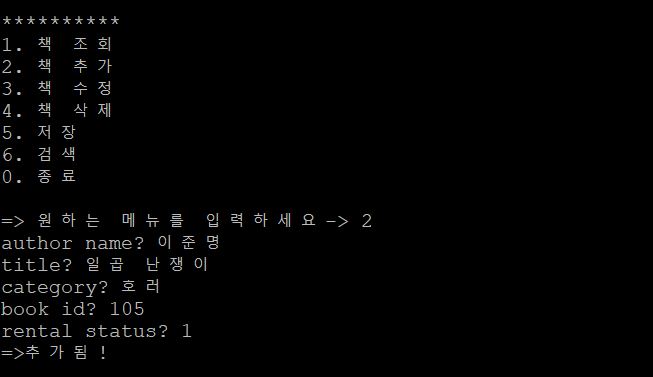 **********
1. 책 조회
2. 책 추가
3. 책 수정
4. 책 삭제
5. 저장
6. 검색
0. 종료
=> 원하는 메뉴를 입력하세요-> 2
author name? 이준명
title? 일곱 난쟁이
category? 호러
book id? 105
rental status? 1
=>추가됨!